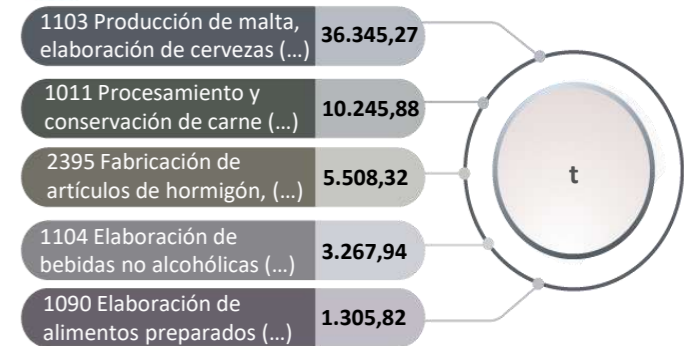 1103 Producción de malta,
elaboración de cervezas (...)
36.345,27
1011 Procesamiento y
conservación de carne (...)
10.245,88
2395 Fabricación de
artículos de hormigón, (...)
5.508,32
1104 Elaboración de
bebidas no alcohólicas (...)
3.267,94
1090 Elaboración de
alimentos preparados (...)
1.305,82
t